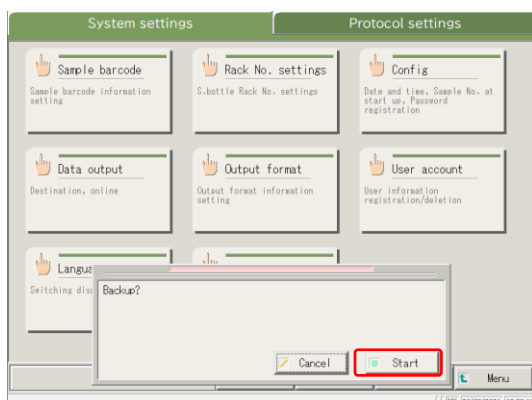 System settings
Protocol settings
Sample barcode
Sample barcode information
setting
Rack No. settings
S.bottle Rack No. settings
Config
Date and time, Sample No. at
start up, Password
registration
Data output
Destination, online
Output format
Output format information
setting
User account
User information
registration/deletion
Langua
Switching dis
Backup?
Cancel
Start
Menu